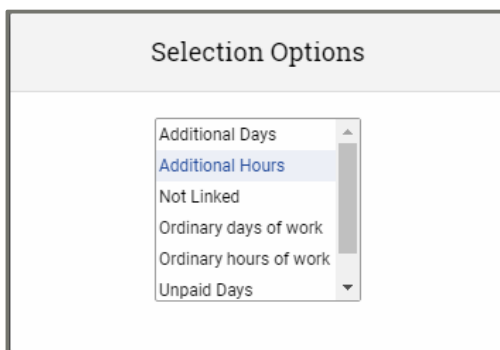 Selection Options
Additional Days
Additional Hours
Not Linked
Ordinary days of work
Ordinary hours of work
Unpaid Days